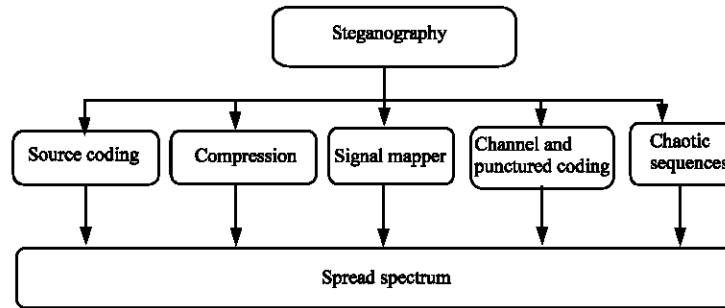 Steganography
Source coding
Compression
Signal mapper
Channel and
punctured coding
Chaotic
sequences
Spread spectrum